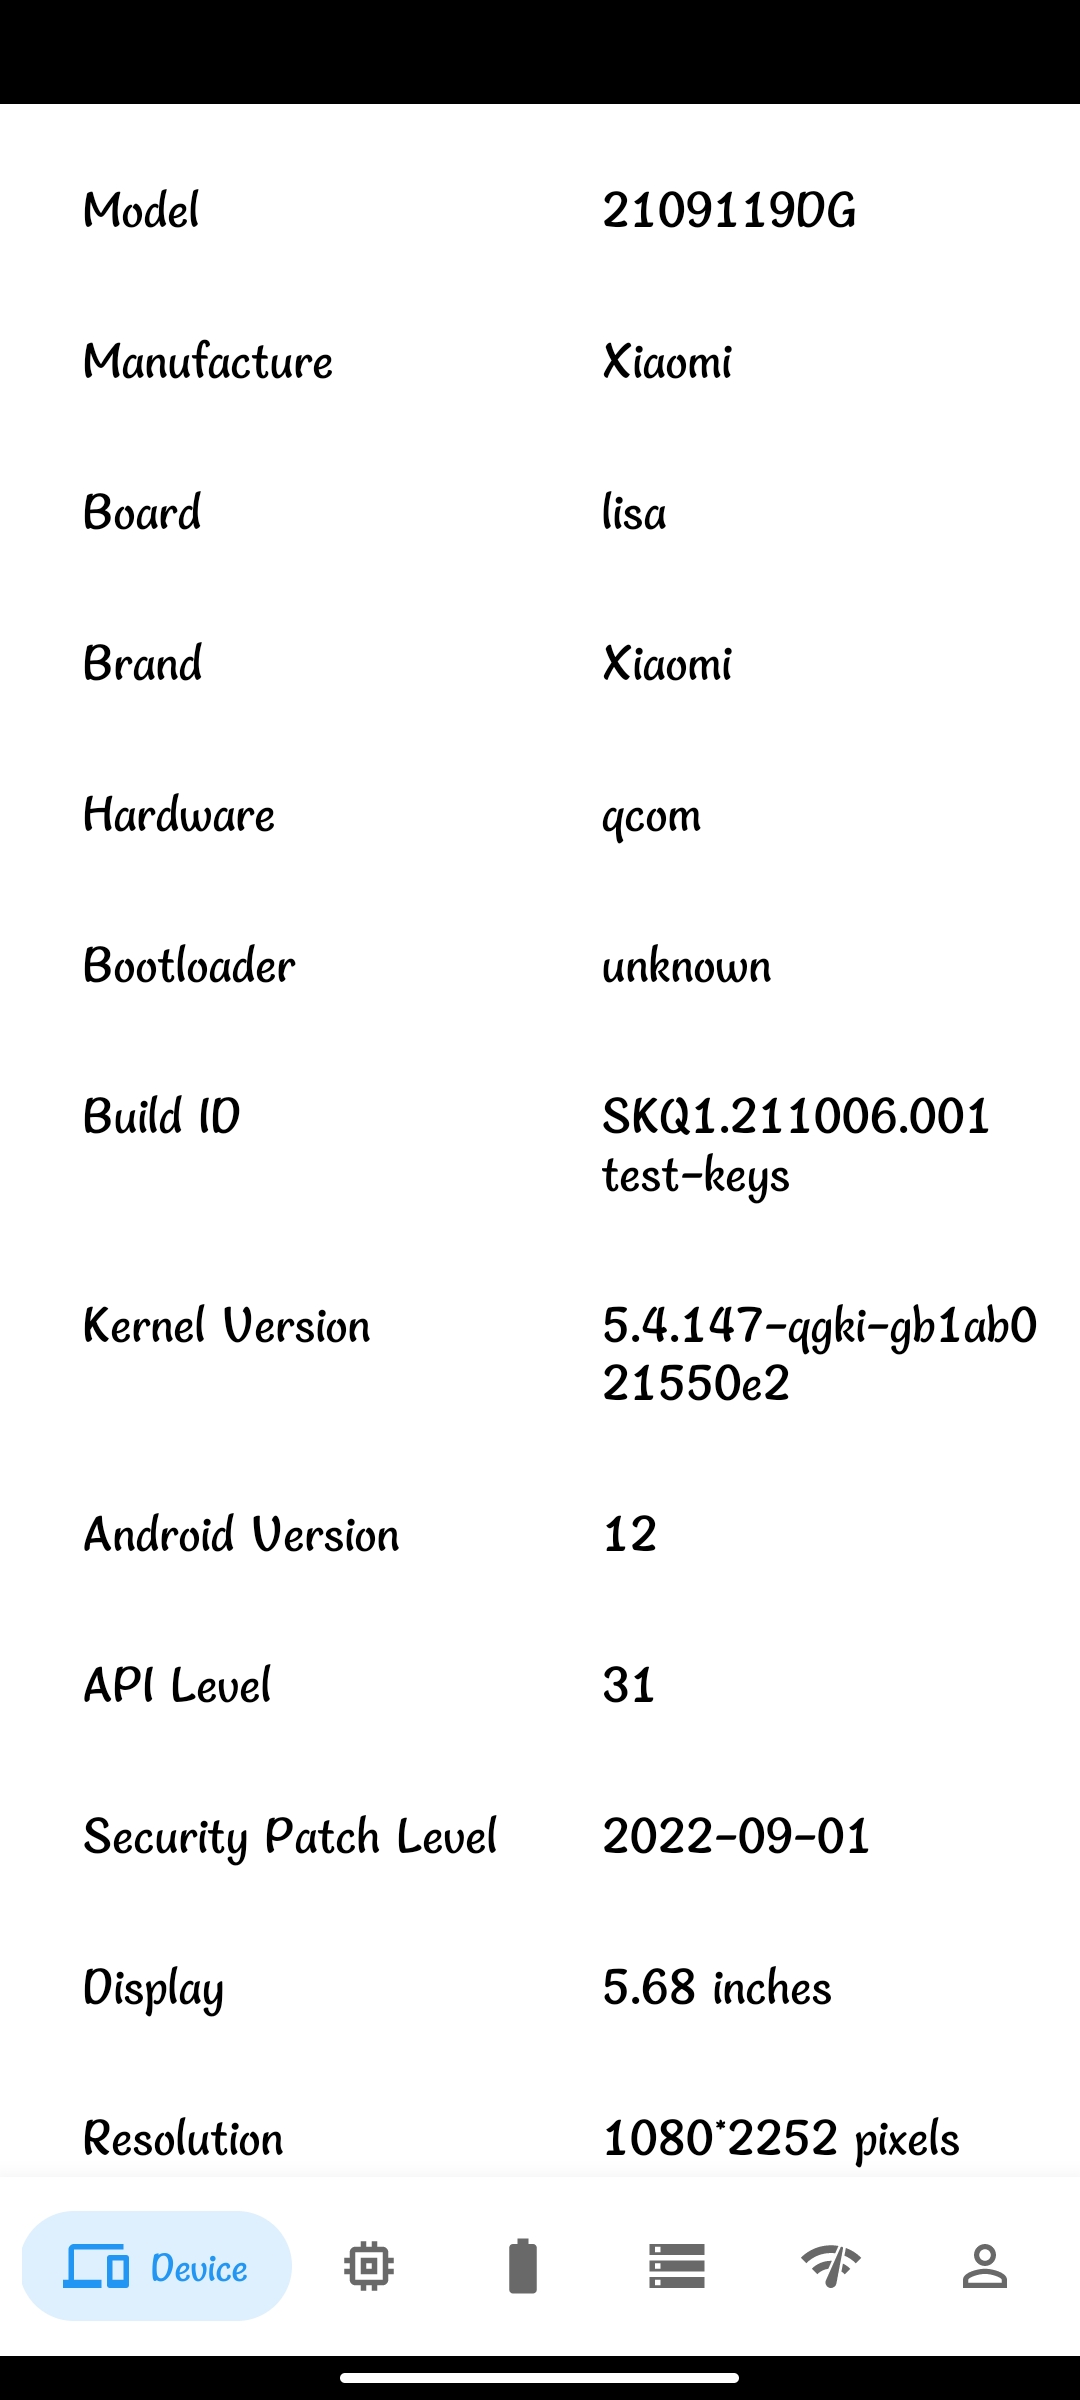 Model 2109119DG
Manufacture Xiaomi
Board lisa
Brand Xiaomi
Hardware qcom
Bootloader unknown
Build ID SKQ1.211006.001
test-keys
Kernel Version 5.4.147-qgki-gb1ab0
21550e2
Android Version 12
API Level 31
Security Patch Level 2022-09-01
Display 5.68 inches
Resolution 1080*2252 pixels
Device